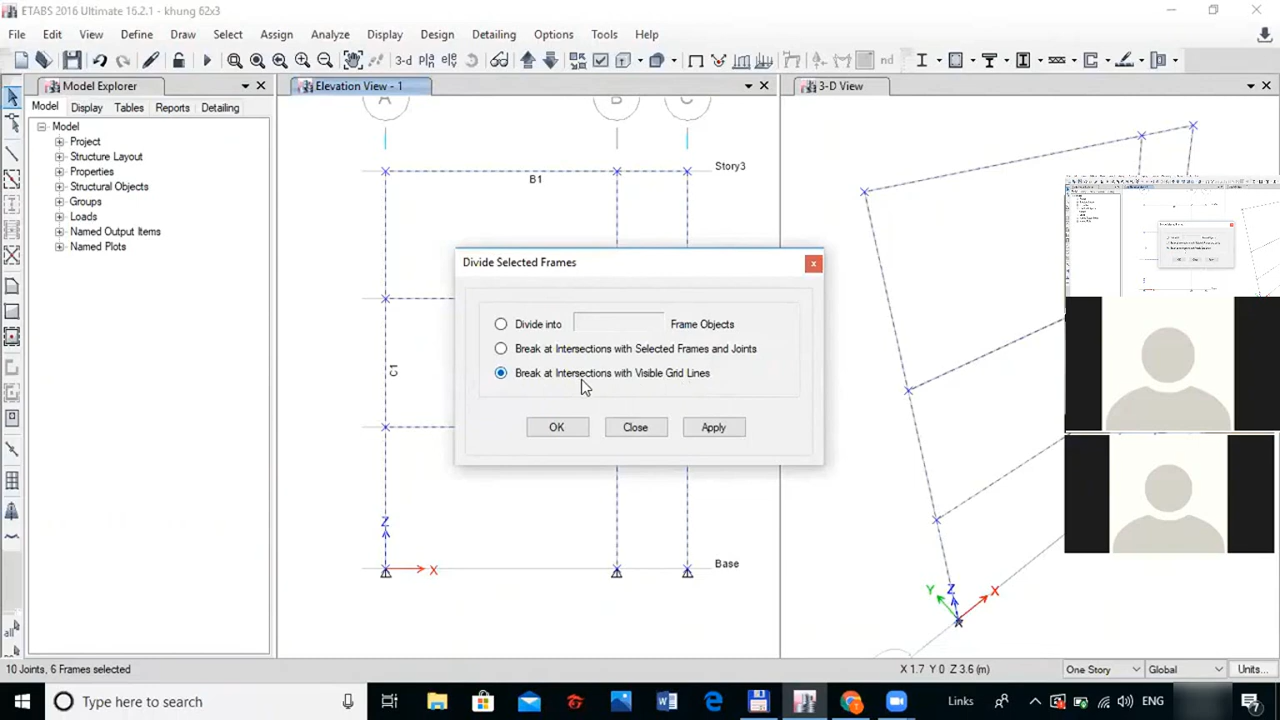 ETABS 2016 Ultimate 16.2.1 - khung 62x3
File Edit View Define Draw Select Assign Analyze Display Design Detailing Options Tools Help
3-d nd
Model Explorer
Elevation View - 1
3-D View
Model Display Tables Reports Detailing
Model
Project
Structure Layout
Properties
Structural Objects
Groups
Loads
Named Output Items
Named Plots
A B C
Story3
B1
C1
Z
X
Base
Divide Selected Frames
Divide into Frame Objects
Break at Intersections with Selected Frames and Joints
Break at Intersections with Visible Grid Lines
OK Close Apply
Y Z X
10 Joints, 6 Frames selected
X 1.7 Y 0 Z 3.6 (m)
One Story
Global
Units...
Type here to search
Links
ENG
7